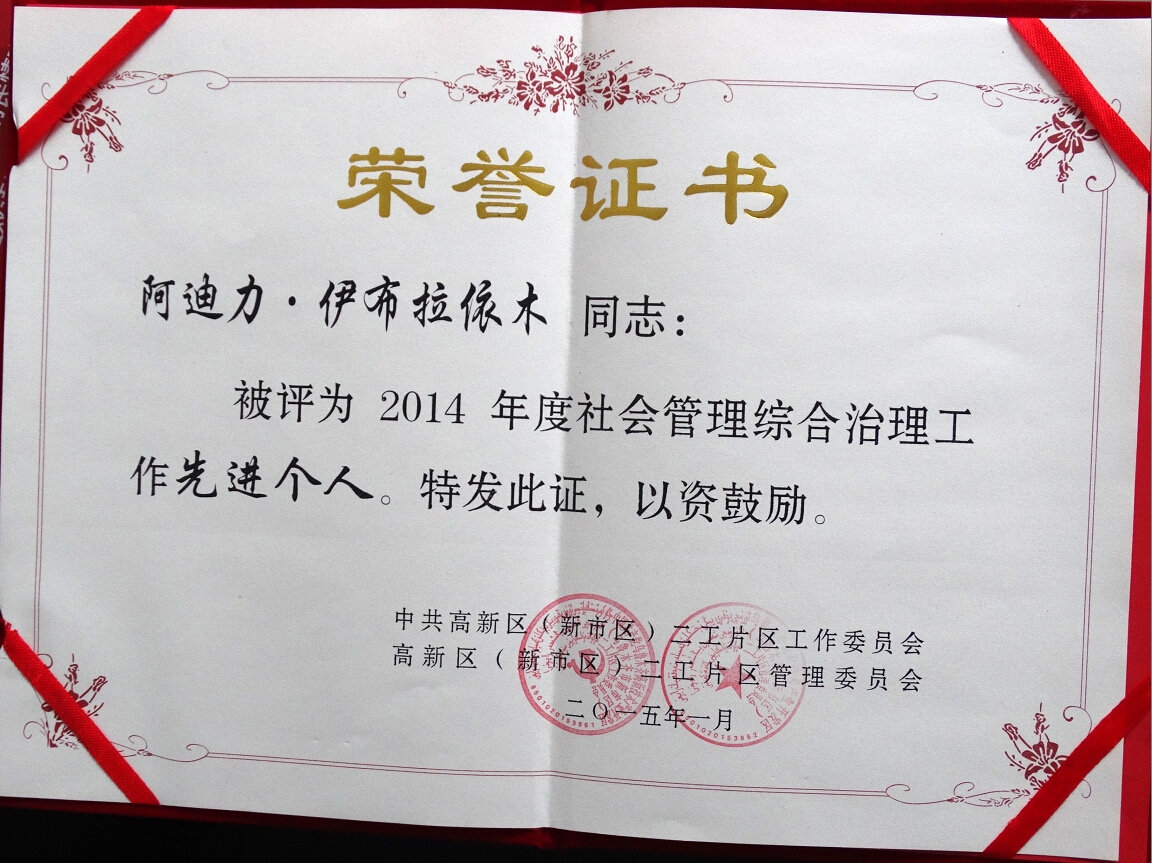 荣誉证书
阿迪力·伊布拉依木 同志：
被评为 2014 年度社会管理综合治理工
作先进个人。特发此证，以资鼓励。
中共高新区（新市区）二工片区工作委员会
高新区（新市区）二工片区管理委员会
二〇一五年一月